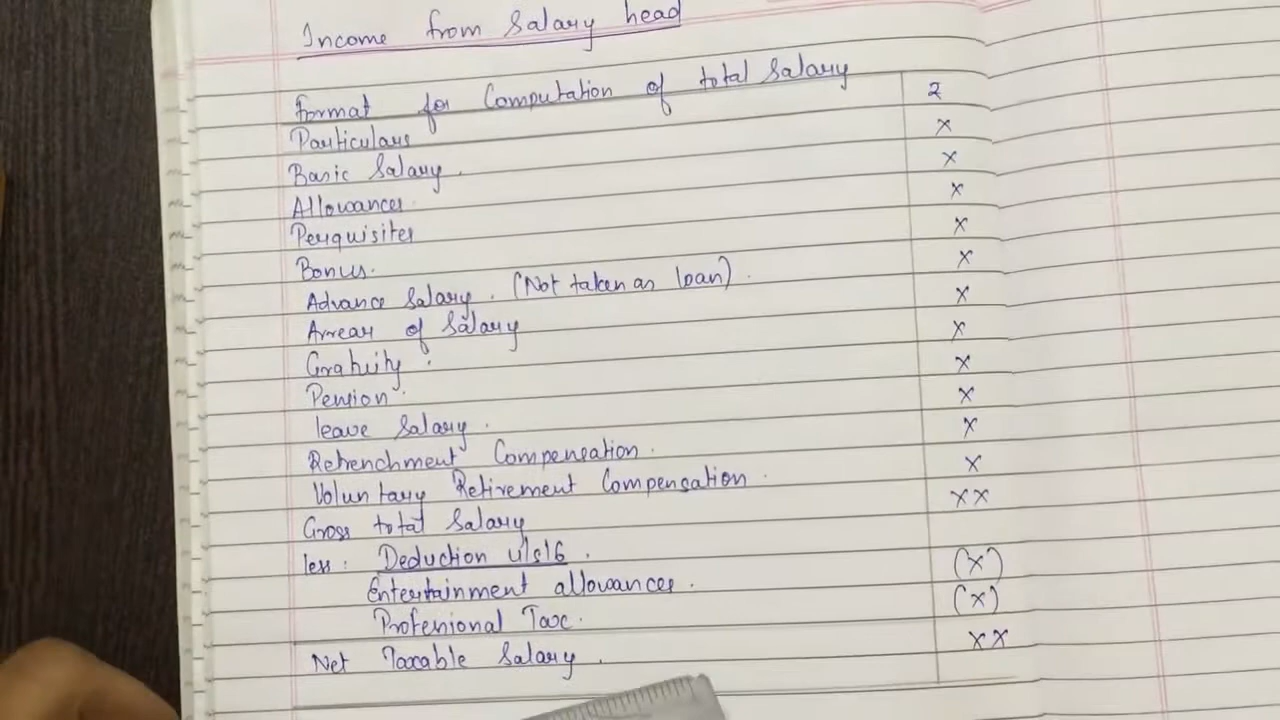 Income from Salary head
Format for Computation of total Salary
Particulars ₹
Basic Salary. X
Allowances X
Perquisites X
Bonus. X
Advance Salary. (Not taken as loan). X
Arrear of Salary X
Gratuity. X
Pension. X
leave Salary. X
Retrenchment Compensation. X
Voluntary Retirement Compensation. X
Gross total Salary XX
less: Deduction u/s16.
Entertainment allowances. (X)
Professional Tax. (X)
Net Taxable Salary. XX